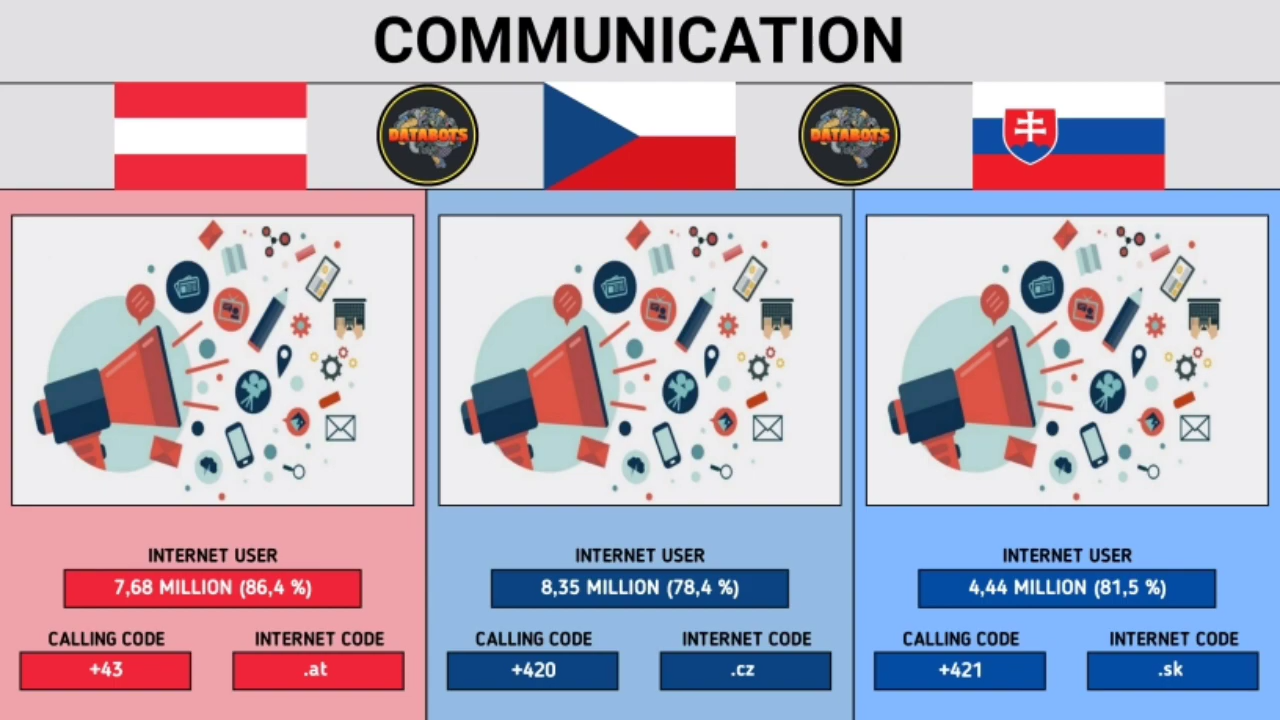 COMMUNICATION
DATABOTS
DATABOTS
INTERNET USER
7,68 MILLION (86,4 %)
CALLING CODE
INTERNET CODE
+43
.at
INTERNET USER
8,35 MILLION (78,4 %)
CALLING CODE
INTERNET CODE
+420
.cz
INTERNET USER
4,44 MILLION (81,5 %)
CALLING CODE
INTERNET CODE
+421
.sk